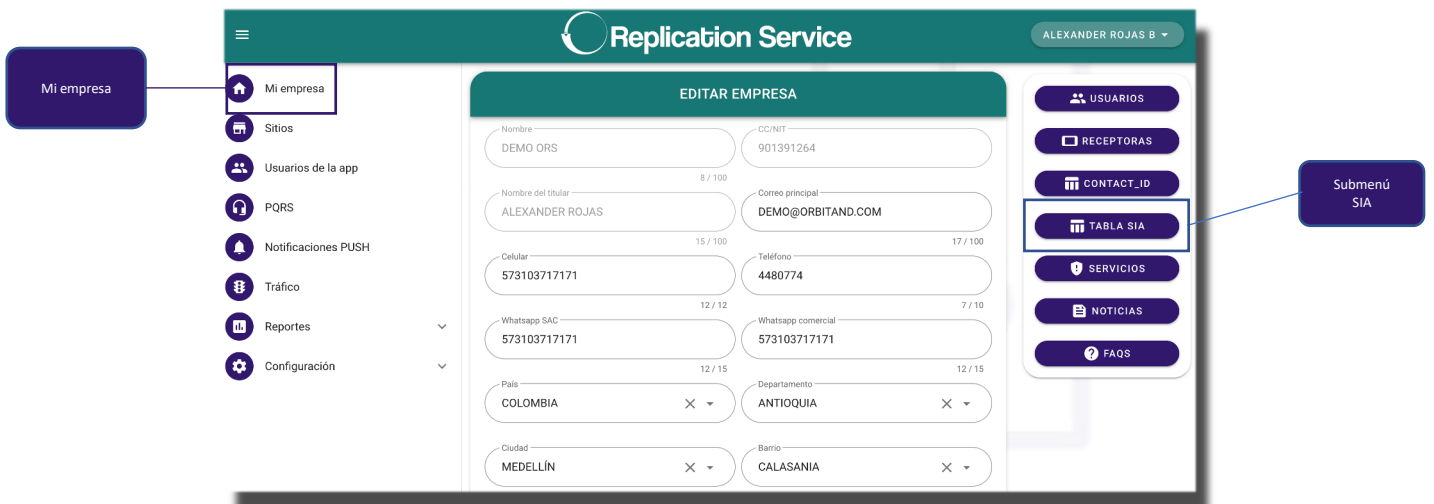 Replication Service
ALEXANDER ROJAS B
Mi empresa
Mi empresa
Sitios
Usuarios de la app
PQRS
Notificaciones PUSH
Tráfico
Reportes
Configuración
EDITAR EMPRESA
Nombre
DEMO ORS
8 / 100
CC/NIT
901391264
Nombre del titular
ALEXANDER ROJAS
15 / 100
Correo principal
DEMO@ORBITAND.COM
17 / 100
Celular
573103717171
12 / 12
Teléfono
4480774
7 / 10
Whatsapp SAC
573103717171
12 / 15
Whatsapp comercial
573103717171
12 / 15
País
COLOMBIA
Departamento
ANTIOQUIA
Ciudad
MEDELLÍN
Barrio
CALASANIA
USUARIOS
RECEPTORAS
CONTACT_ID
TABLA SIA
SERVICIOS
NOTICIAS
FAQS
Submenú
SIA